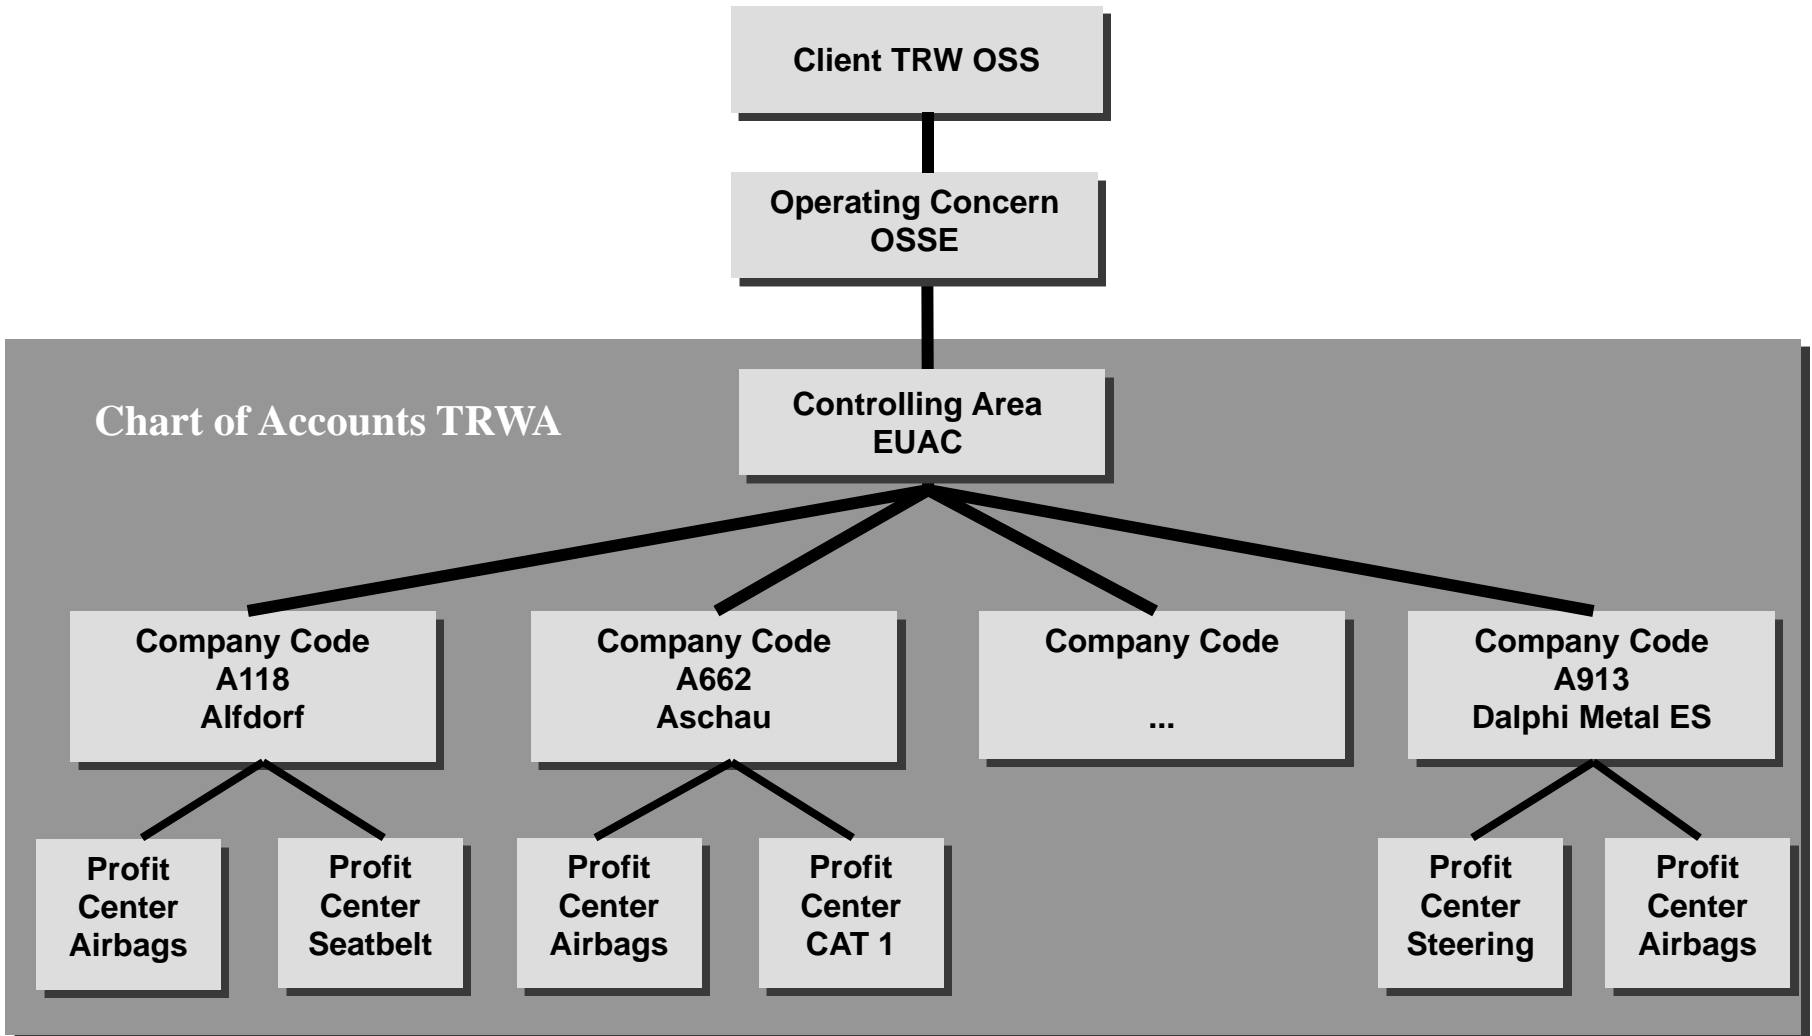 Client TRW OSS
Operating Concern
OSSE
Chart of Accounts TRWA
Controlling Area
EUAC
Company Code
A118
Alfdorf
Company Code
A662
Aschau
Company Code
...
Company Code
A913
Dalphi Metal ES
Profit
Center
Airbags
Profit
Center
Seatbelt
Profit
Center
Airbags
Profit
Center
CAT 1
Profit
Center
Steering
Profit
Center
Airbags